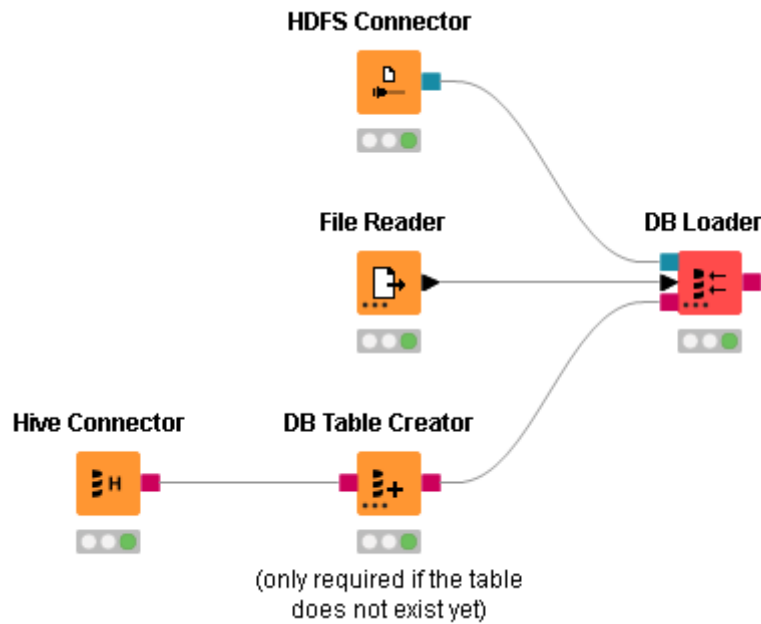 HDFS Connector
File Reader
DB Loader
Hive Connector
DB Table Creator
H
(only required if the table
does not exist yet)